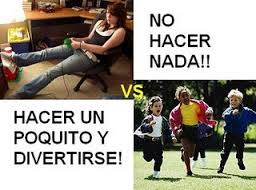 NO
HACER
NADA!!
VS.
HACER UN
POQUITO Y
DIVERTIRSE!